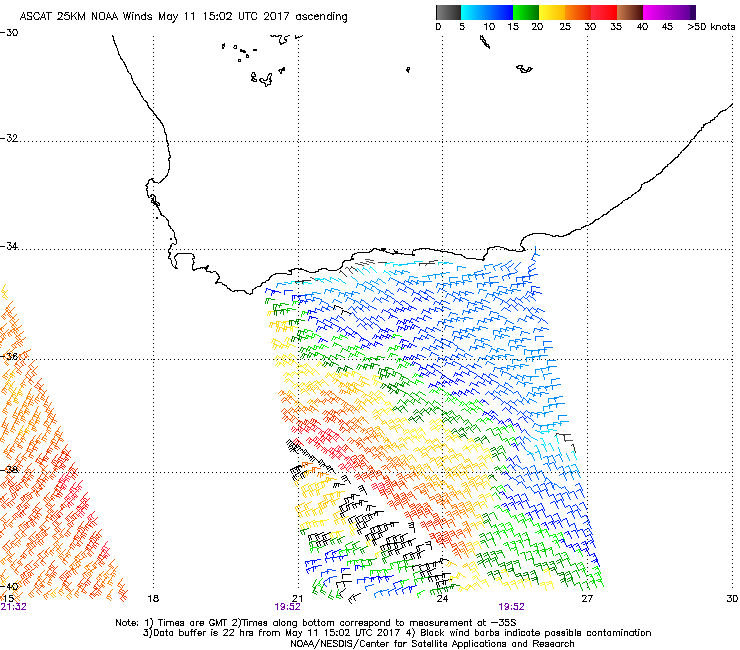 ASCAT 25KM NOAA Winds May 11 15:02 UTC 2017 ascending
0 5 10 15 20 25 30 35 40 45 >50 knots
-30
-32
-34
-36
-38
-40
15 18 21 24 27 30
21:32 19:52 19:52
Note: 1) Times are GMT 2)Times along bottom correspond to measurement at -35S
3)Data buffer is 22 hrs from May 11 15:02 UTC 2017 4) Black wind barbs indicate possible contamination
NOAA/NESDIS/Center for Satellite Applications and Research